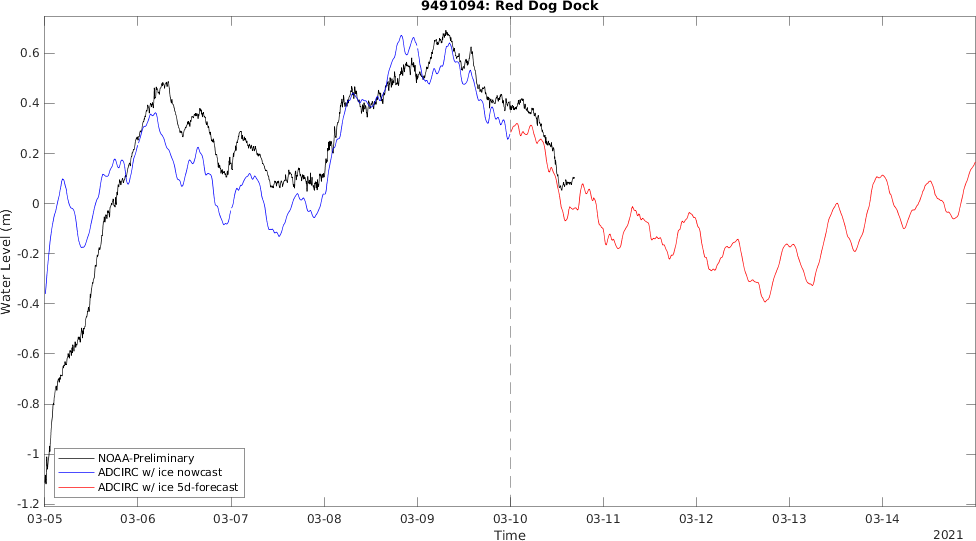 9491094: Red Dog Dock
0.6
0.4
0.2
0
-0.2
-0.4
-0.6
-0.8
-1
-1.2
Water Level (m)
NOAA-Preliminary
ADCIRC w/ ice nowcast
ADCIRC w/ ice 5d-forecast
03-05 03-06 03-07 03-08 03-09 03-10 03-11 03-12 03-13 03-14
Time
2021